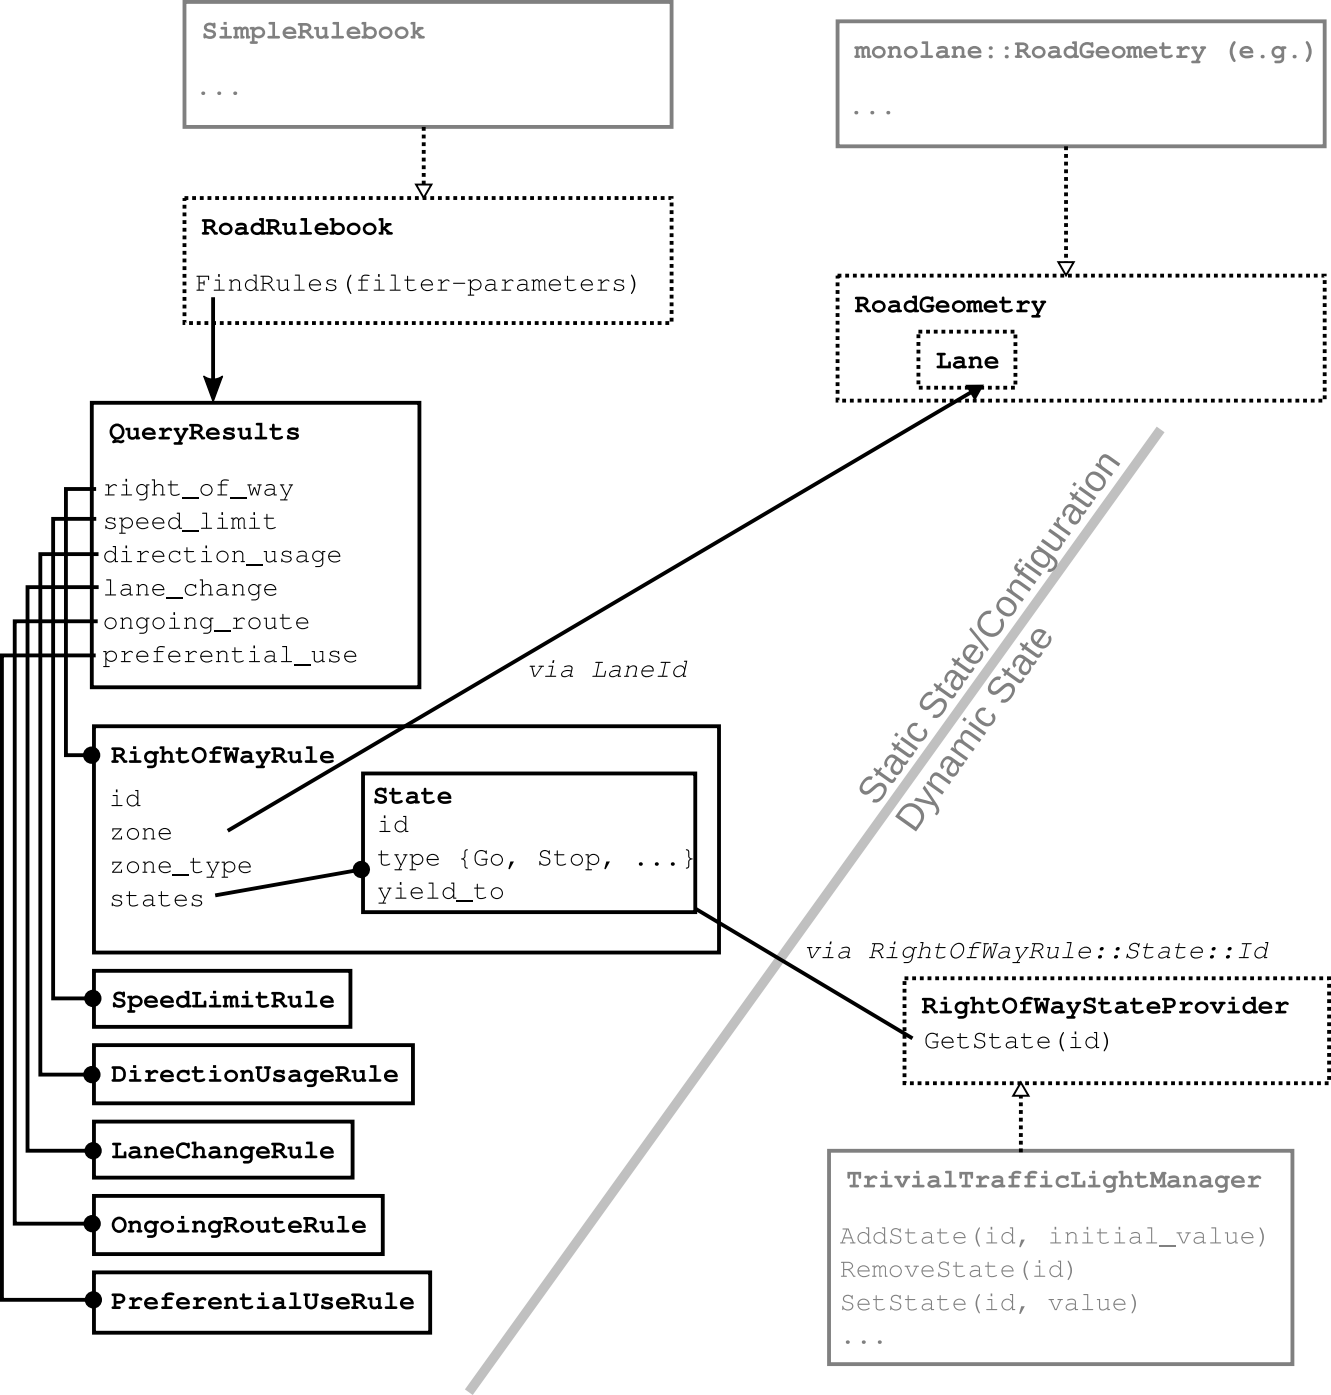 SimpleRulebook
...
monolane::RoadGeometry (e.g.)
...
RoadRulebook
FindRules(filter-parameters)
RoadGeometry
Lane
QueryResults
right_of_way
speed_limit
direction_usage
lane_change
ongoing_route
preferential_use
via LaneId
Static State/Configuration
Dynamic State
RightOfWayRule
id
zone
zone_type
states
State
id
type {Go, Stop, ...}
yield_to
via RightOfWayRule::State::Id
RightOfWayStateProvider
GetState(id)
SpeedLimitRule
DirectionUsageRule
LaneChangeRule
OngoingRouteRule
PreferentialUseRule
TrivialTrafficLightManager
AddState(id, initial_value)
RemoveState(id)
SetState(id, value)
...